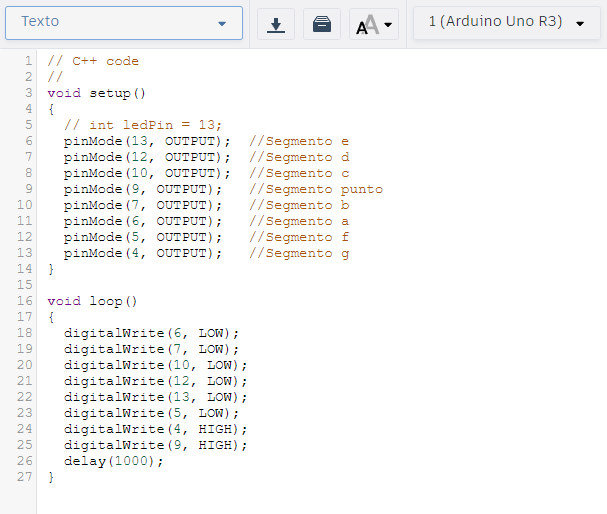 Texto
1 (Arduino Uno R3)
1 // C++ code
2 //
3 void setup()
4 {
5   // int ledPin = 13;
6   pinMode(13, OUTPUT);  //Segmento e
7   pinMode(12, OUTPUT);  //Segmento d
8   pinMode(10, OUTPUT);  //Segmento c
9   pinMode(9, OUTPUT);   //Segmento punto
10   pinMode(7, OUTPUT);   //Segmento b
11   pinMode(6, OUTPUT);   //Segmento a
12   pinMode(5, OUTPUT);   //Segmento f
13   pinMode(4, OUTPUT);   //Segmento g
14 }
15
16 void loop()
17 {
18   digitalWrite(6, LOW);
19   digitalWrite(7, LOW);
20   digitalWrite(10, LOW);
21   digitalWrite(12, LOW);
22   digitalWrite(13, LOW);
23   digitalWrite(5, LOW);
24   digitalWrite(4, HIGH);
25   digitalWrite(9, HIGH);
26   delay(1000);
27 }